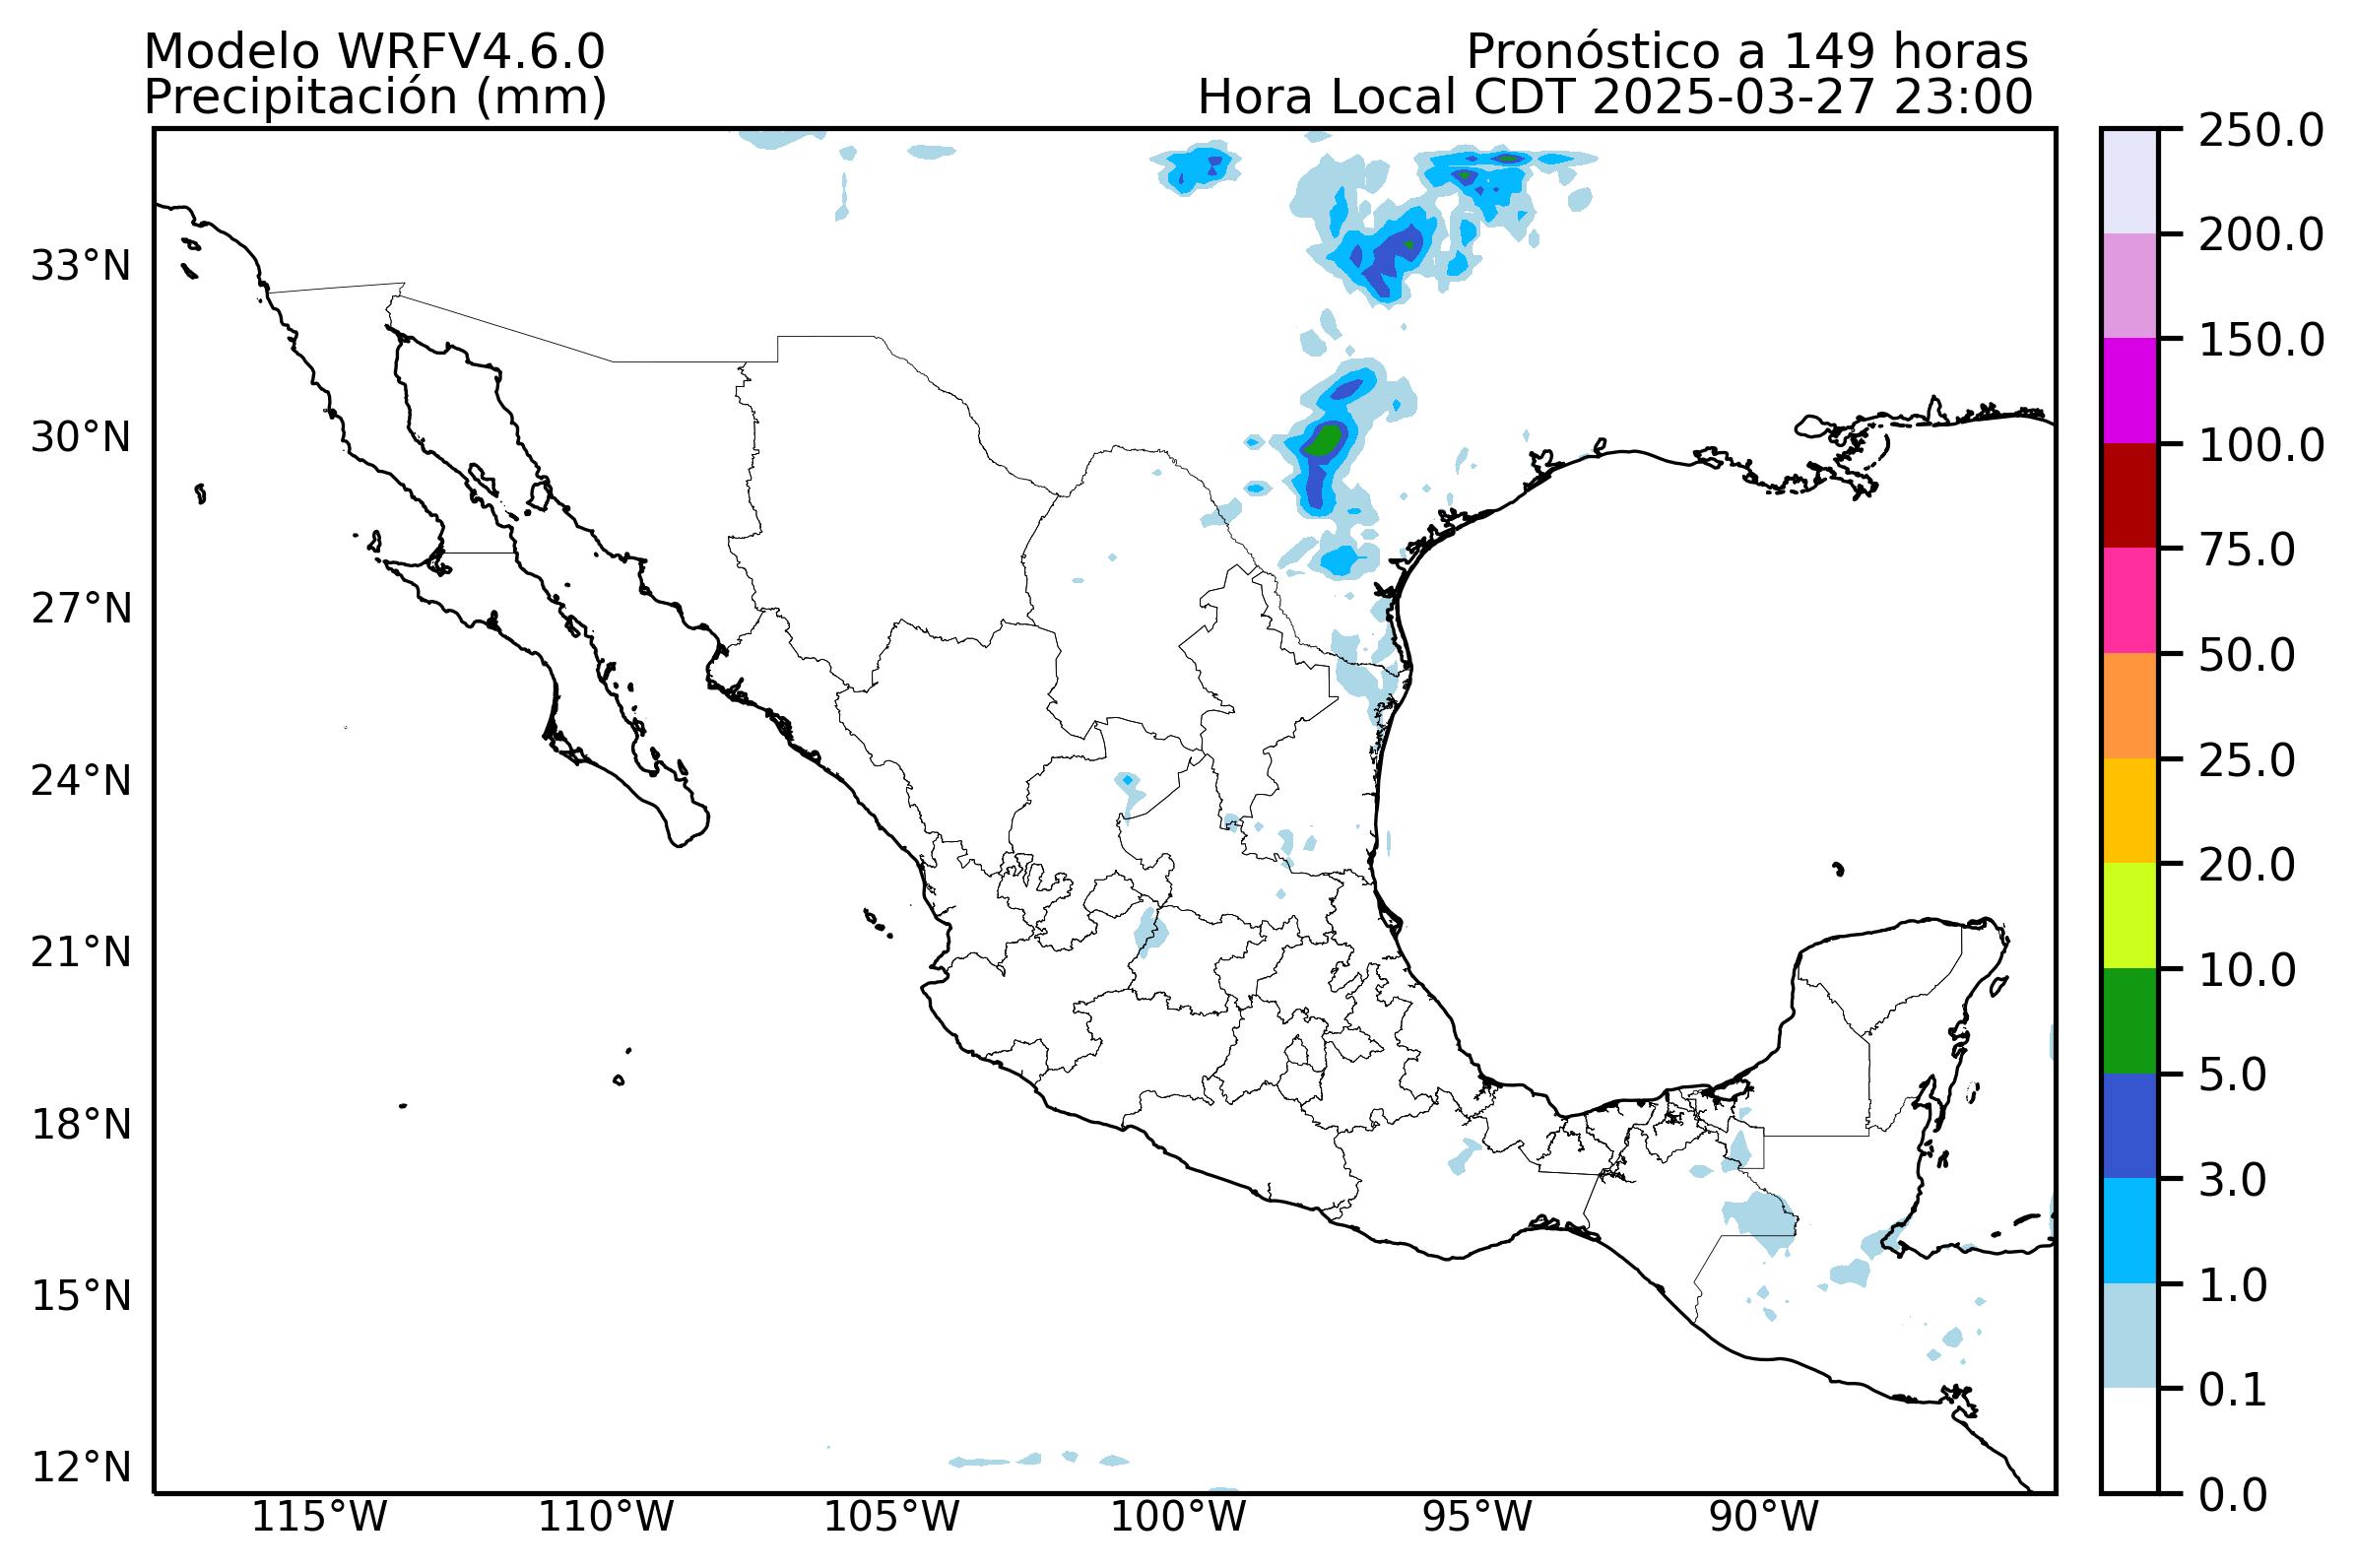 Modelo WRFV4.6.0
Precipitación (mm)
Pronóstico a 149 horas
Hora Local CDT 2025-03-27 23:00
33°N
30°N
27°N
24°N
21°N
18°N
15°N
12°N
115°W 110°W 105°W 100°W 95°W 90°W
250.0
200.0
150.0
100.0
75.0
50.0
25.0
20.0
10.0
5.0
3.0
1.0
0.1
0.0